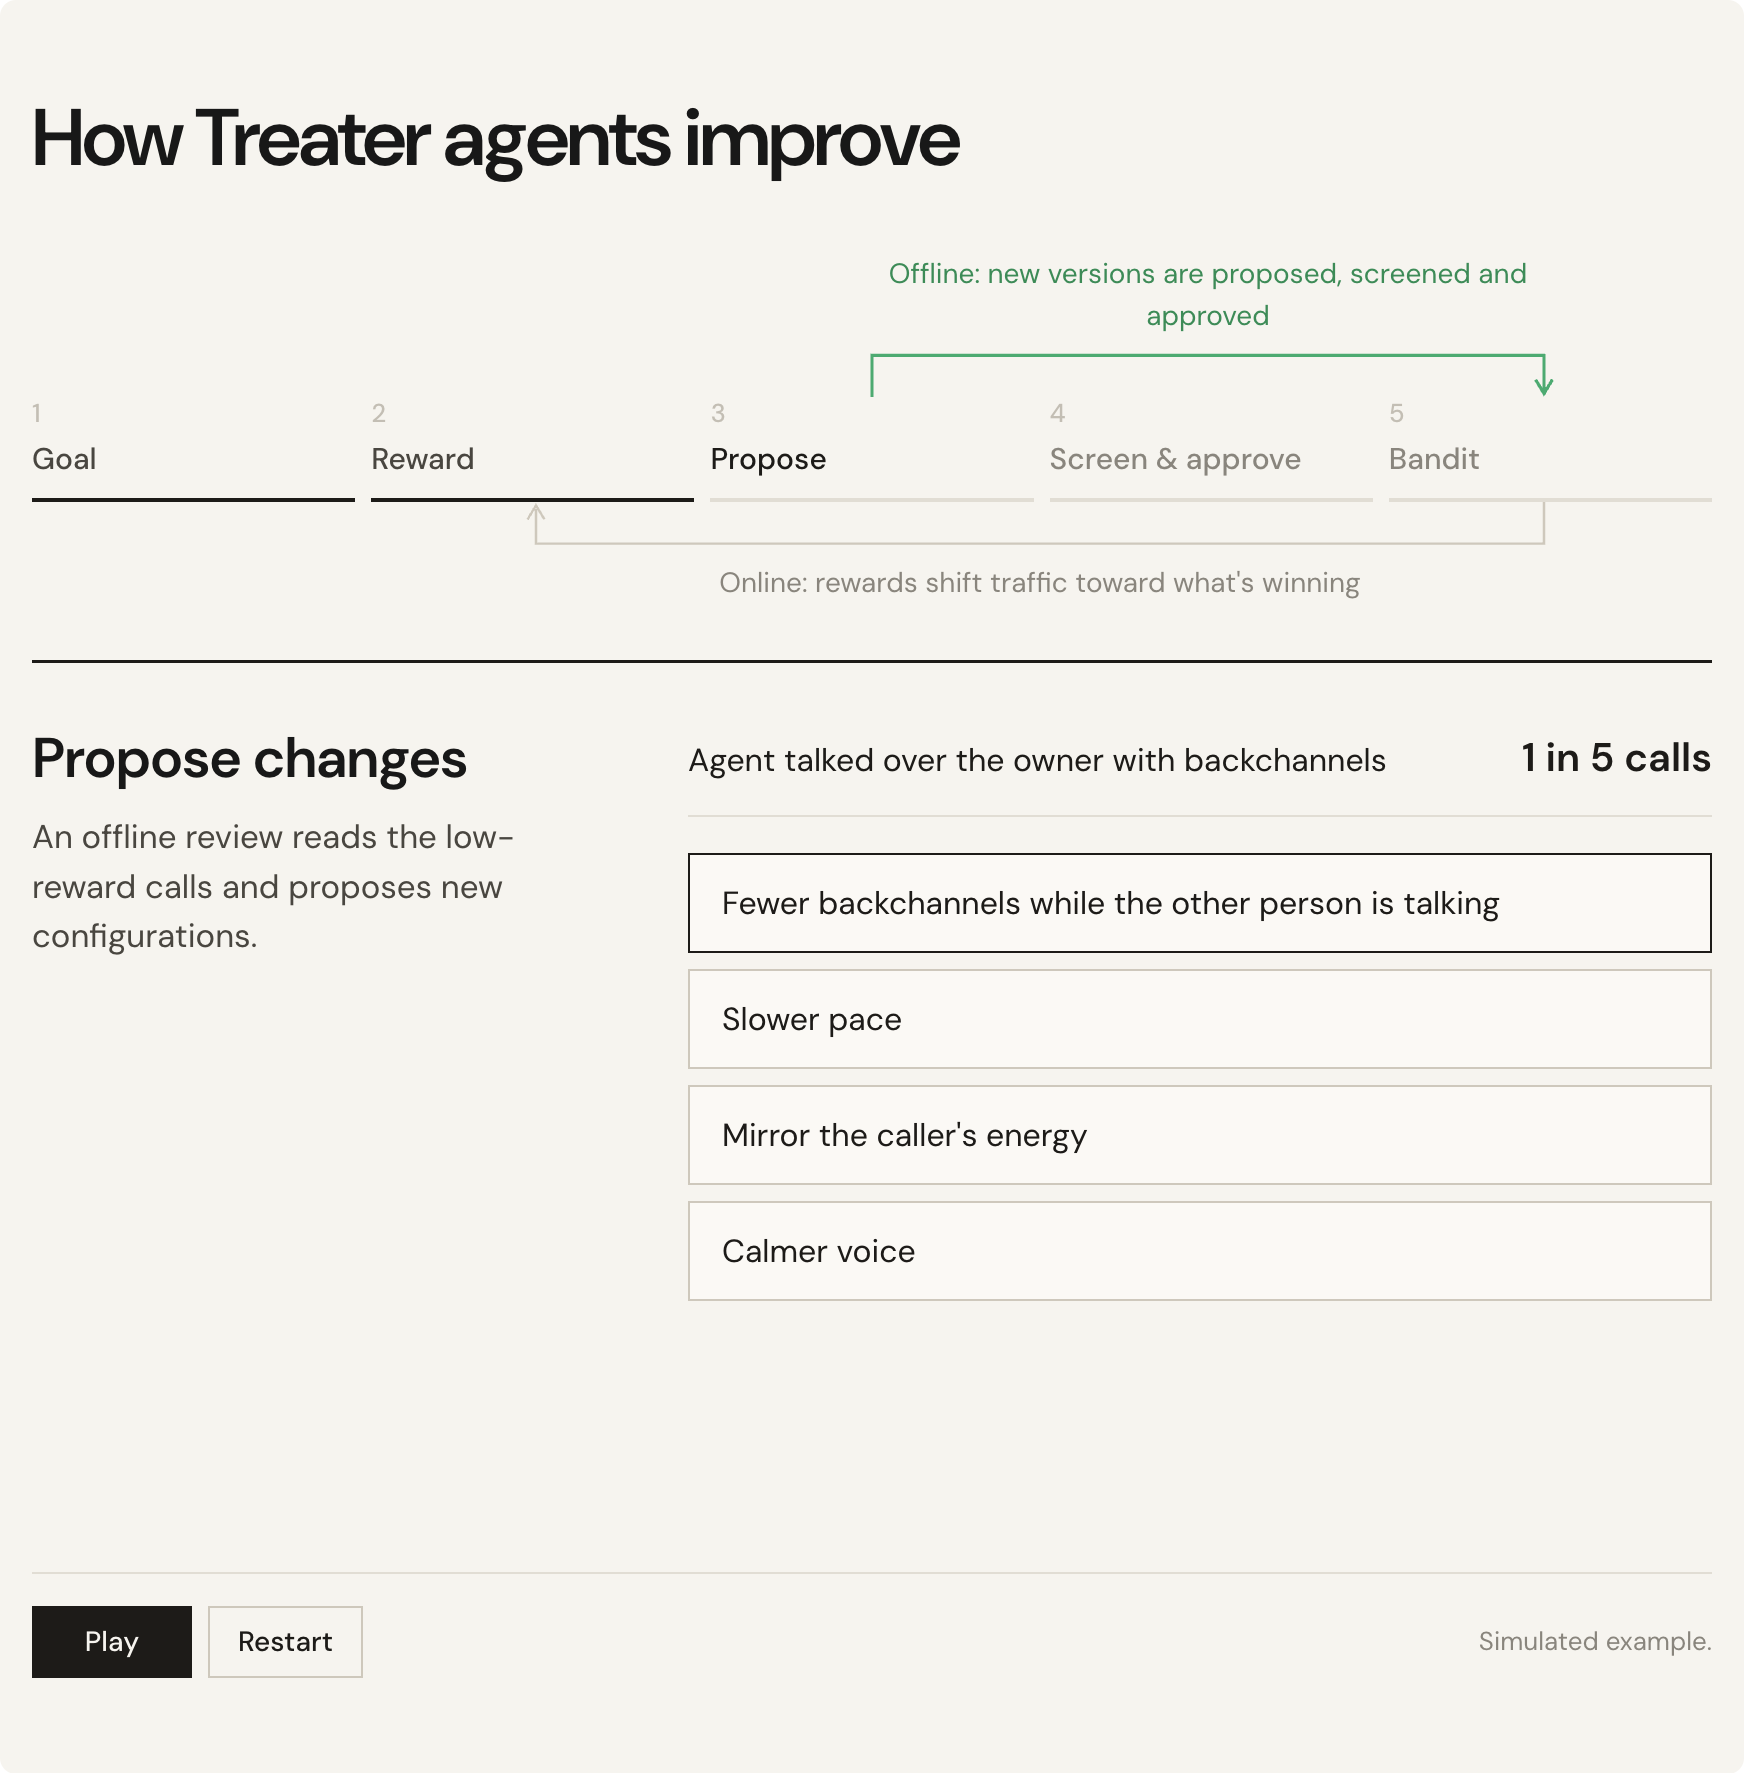 How Treater agents improve
Offline: new versions are proposed, screened and
approved
1
Goal
2
Reward
3
Propose
4
Screen & approve
5
Bandit
Online: rewards shift traffic toward what's winning
Propose changes
An offline review reads the low-
reward calls and proposes new
configurations.
Agent talked over the owner with backchannels
1 in 5 calls
Fewer backchannels while the other person is talking
Slower pace
Mirror the caller's energy
Calmer voice
Play
Restart
Simulated example.